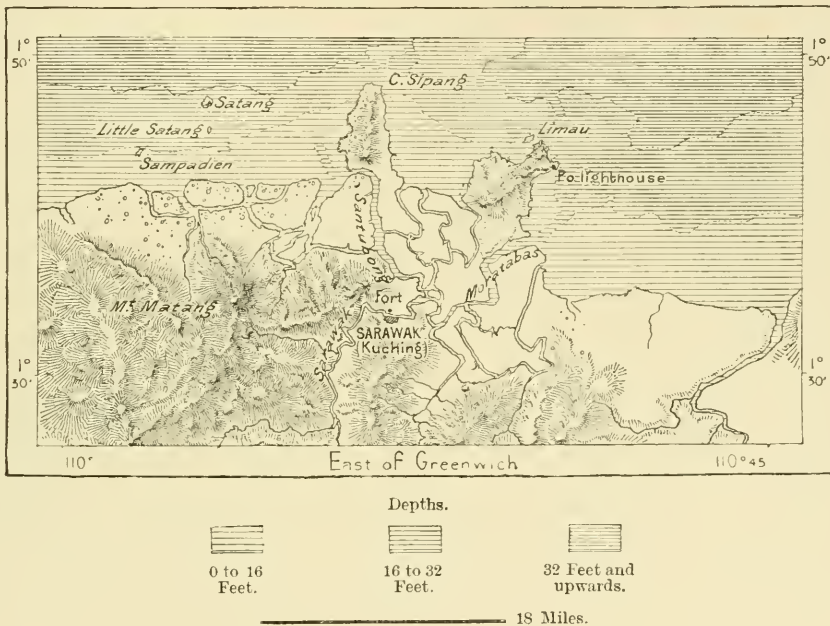 1° 50′
1° 50′
C. Sipang
Satang
Little Satang
Limau
Sampadien
Po lighthouse
Santubong
Moratabas
Mt. Matang
Fort
SARAWAK
(Kuching)
Sarawak R.
1° 30′
1° 30′
110°
East of Greenwich
110° 45
Depths.
0 to 16
Feet.
16 to 32
Feet.
32 Feet and
upwards.
18 Miles.